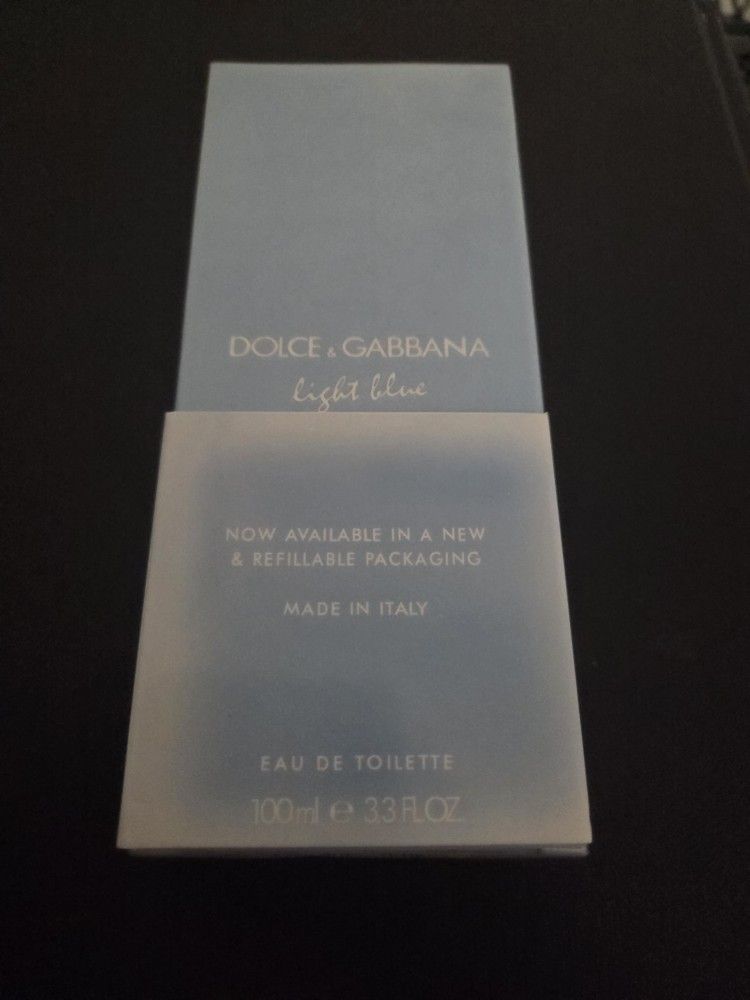 DOLCE & GABBANA
light blue
NOW AVAILABLE IN A NEW
& REFILLABLE PACKAGING
MADE IN ITALY
EAU DE TOILETTE
100ml e 3.3 FL.OZ.